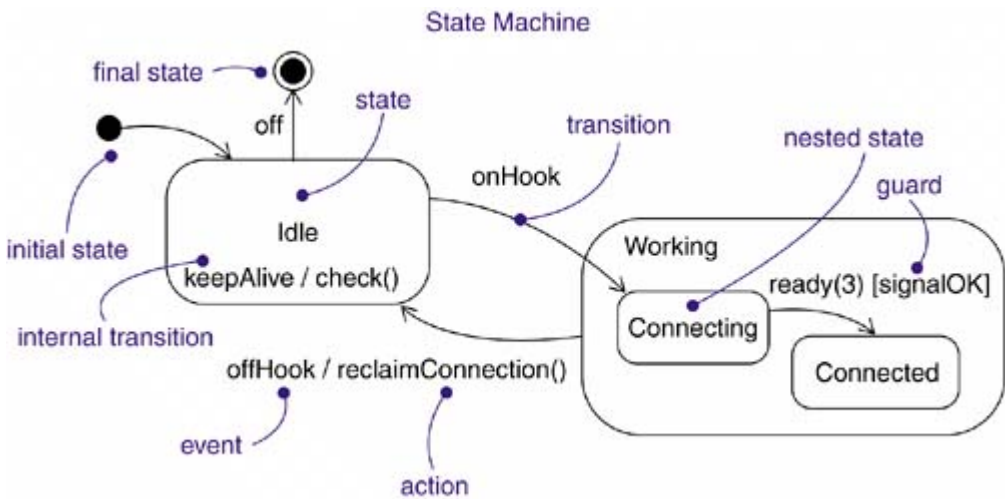 State Machine
final state
state
off
transition
nested state
onHook
guard
initial state
Idle
Working
keepAlive / check()
ready(3) [signalOK]
internal transition
Connecting
offHook / reclaimConnection()
Connected
event
action